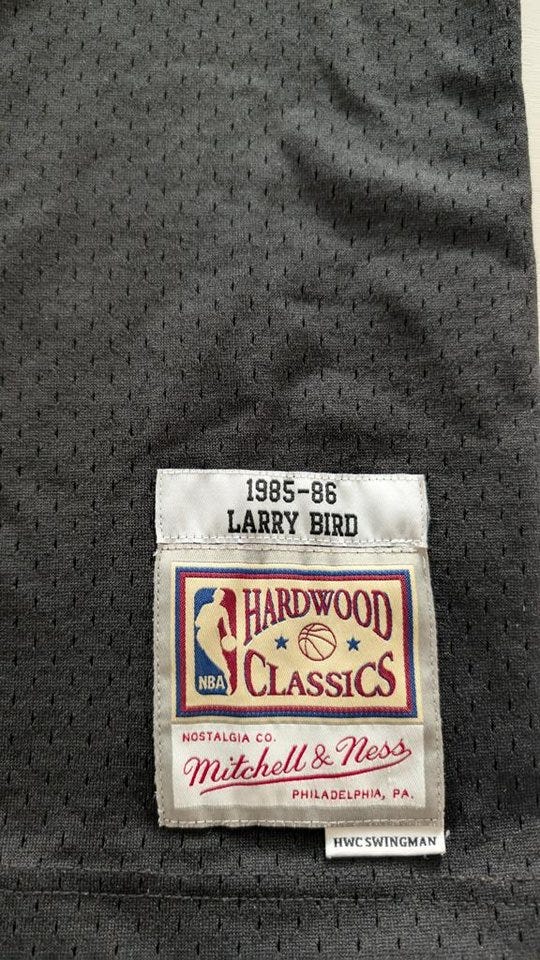 1985-86
LARRY BIRD
HARDWOOD
CLASSICS
NBA
NOSTALGIA CO.
Mitchell & Ness
PHILADELPHIA, PA.
HWC SWINGMAN